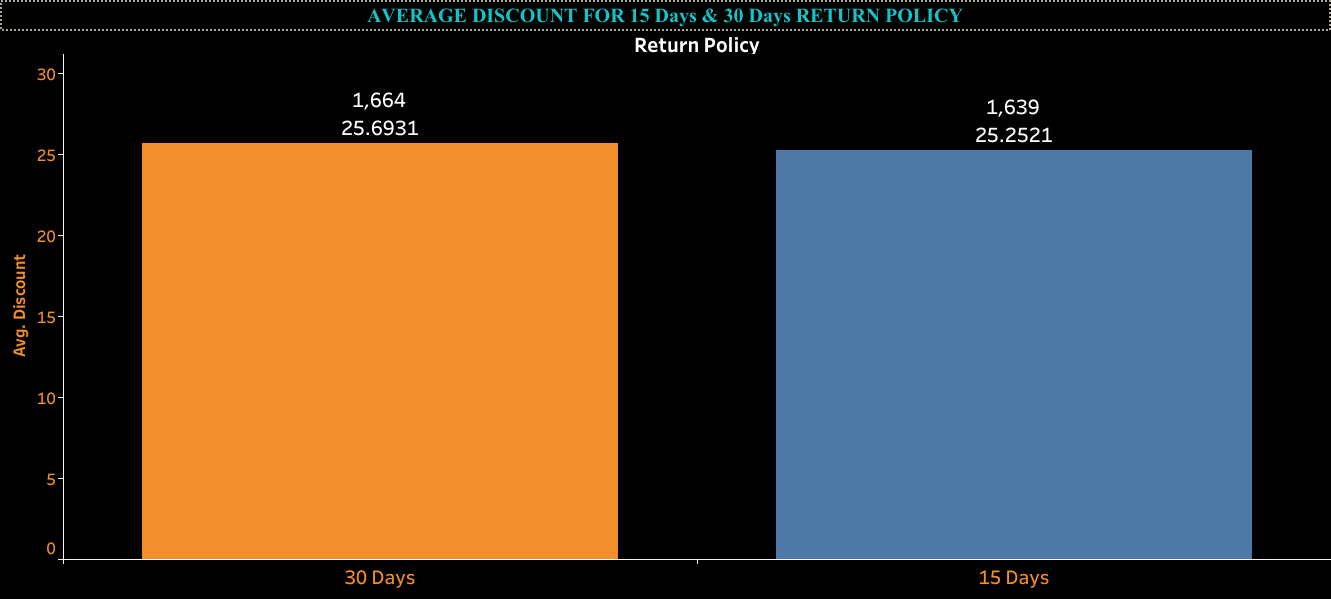 AVERAGE DISCOUNT FOR 15 Days & 30 Days RETURN POLICY
Return Policy
Avg. Discount
30
25
20
15
10
5
0
1,664
25.6931
1,639
25.2521
30 Days
15 Days